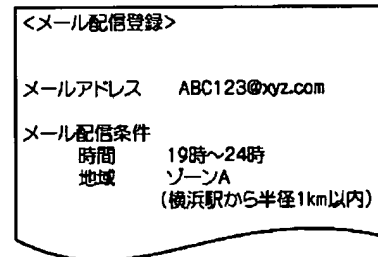 <メール配信登録>
メールアドレス ABC123@xyz.com
メール配信条件
時間 19時～24時
地域 ゾーンA
(横浜駅から半径1km以内)